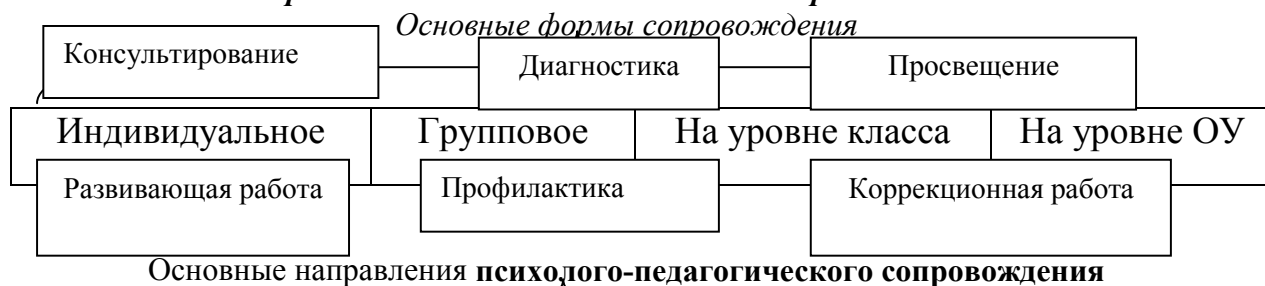 Основные формы сопровождения
Консультирование
Диагностика
Просвещение
Индивидуальное
Групповое
На уровне класса
На уровне ОУ
Развивающая работа
Профилактика
Коррекционная работа
Основные направления психолого-педагогического сопровождения